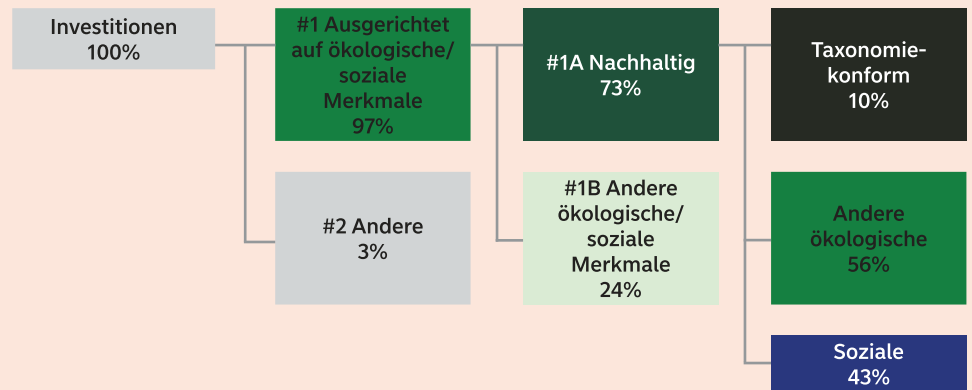 Investitionen
100%
#1 Ausgerichtet
auf ökologische/
soziale
Merkmale
97%
#2 Andere
3%
#1A Nachhaltig
73%
#1B Andere
ökologische/
soziale
Merkmale
24%
Taxonomie-
konform
10%
Andere
ökologische
56%
Soziale
43%